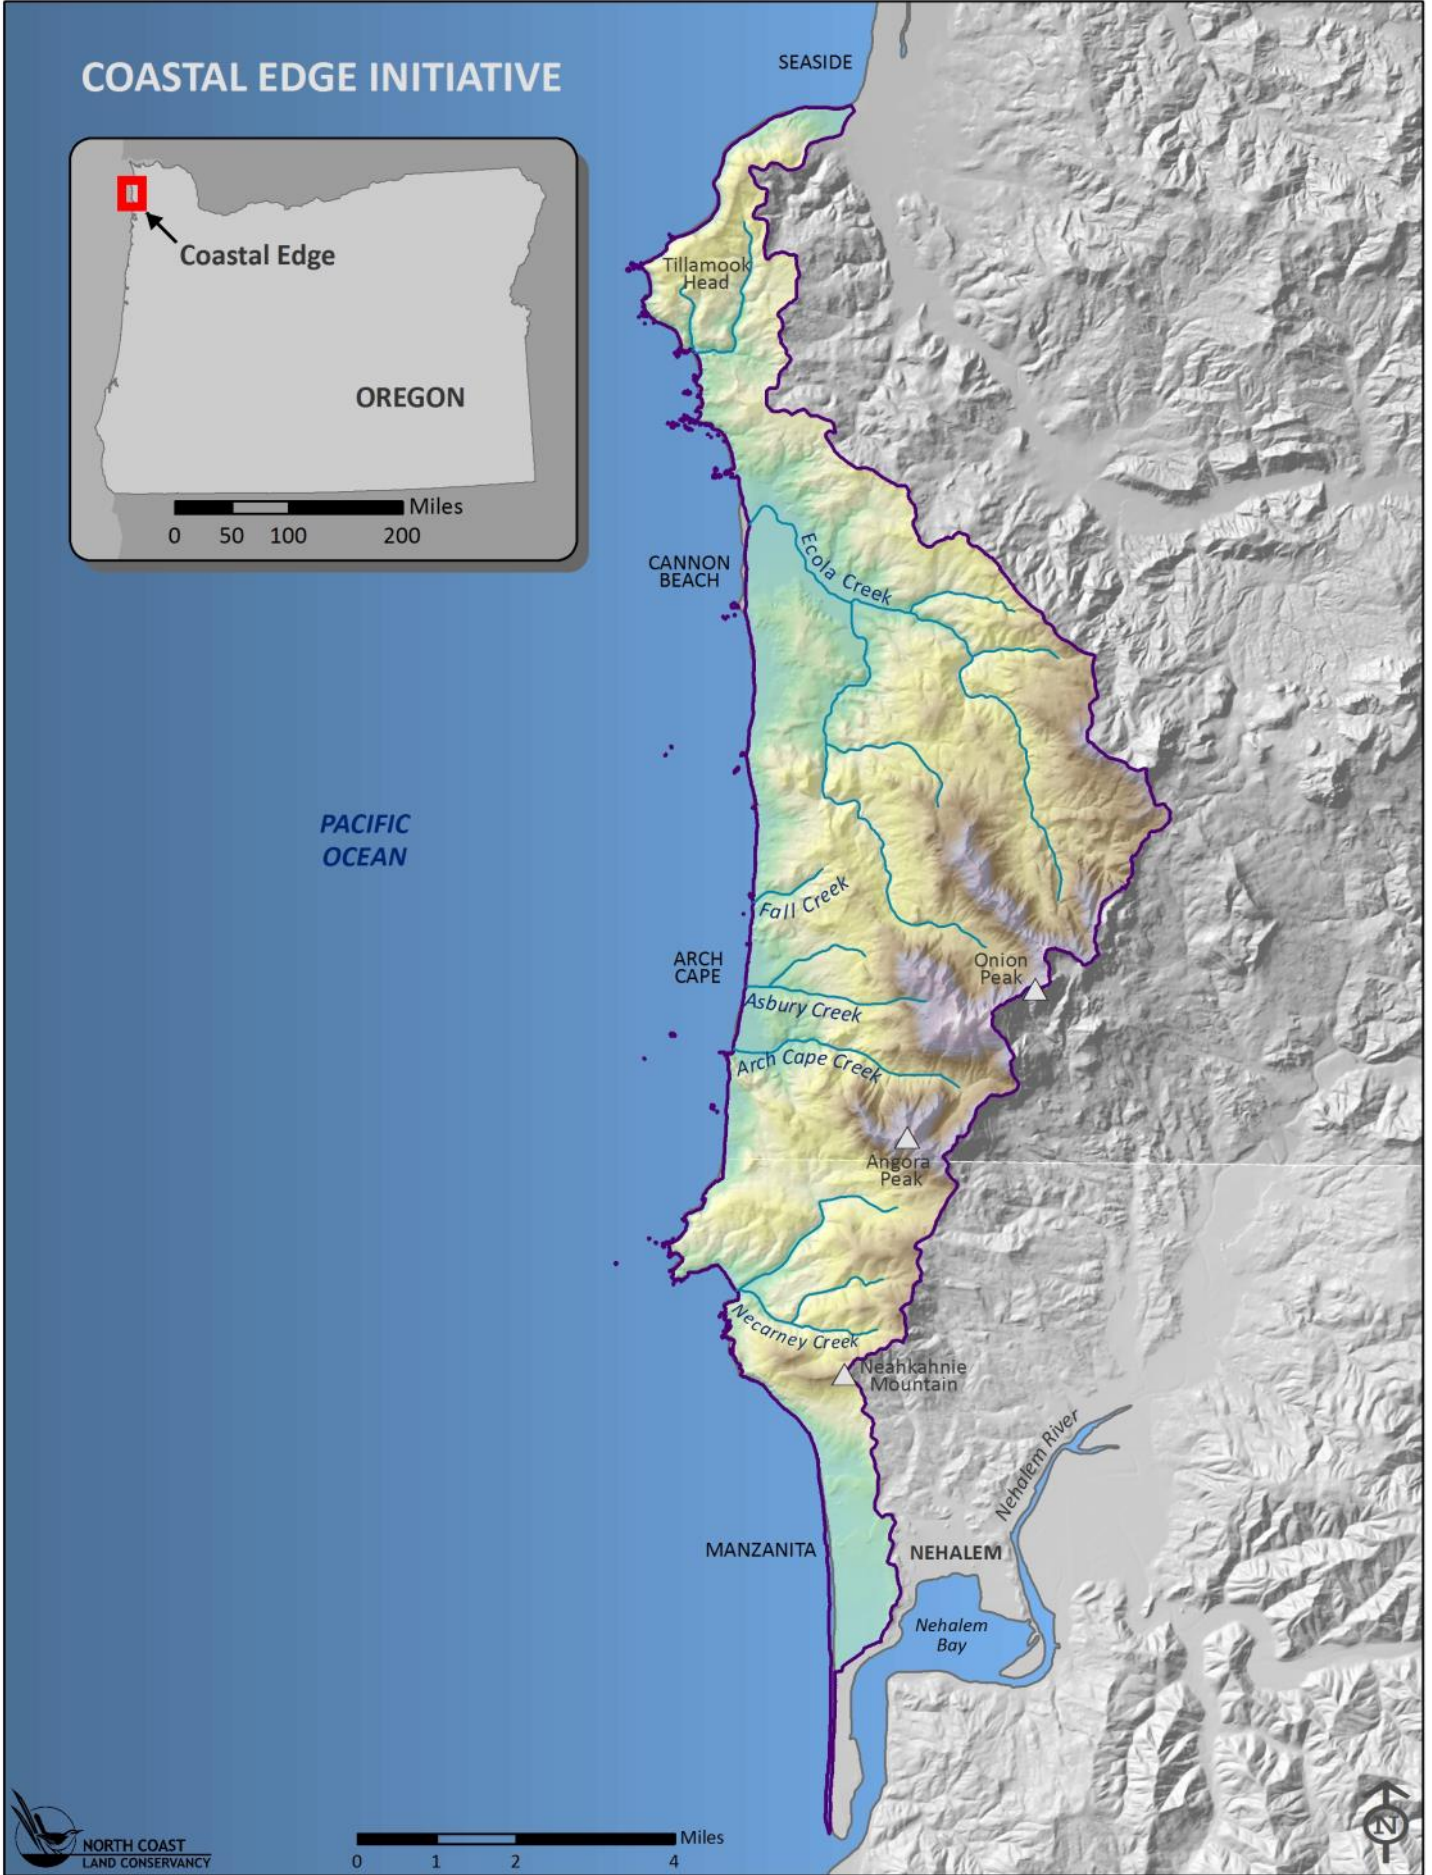 SEASIDE
COASTAL EDGE INITIATIVE
Coastal Edge
OREGON
Miles
0 50 100 200
Tillamook
Head
CANNON
BEACH
Ecola Creek
PACIFIC
OCEAN
Fall Creek
ARCH
CAPE
Onion
Peak
Asbury Creek
Arch Cape Creek
Angora
Peak
Necarney Creek
Neahkahnie
Mountain
Nehalem River
MANZANITA
NEHALEM
Nehalem
Bay
NORTH COAST
LAND CONSERVANCY
Miles
0 1 2 4
N